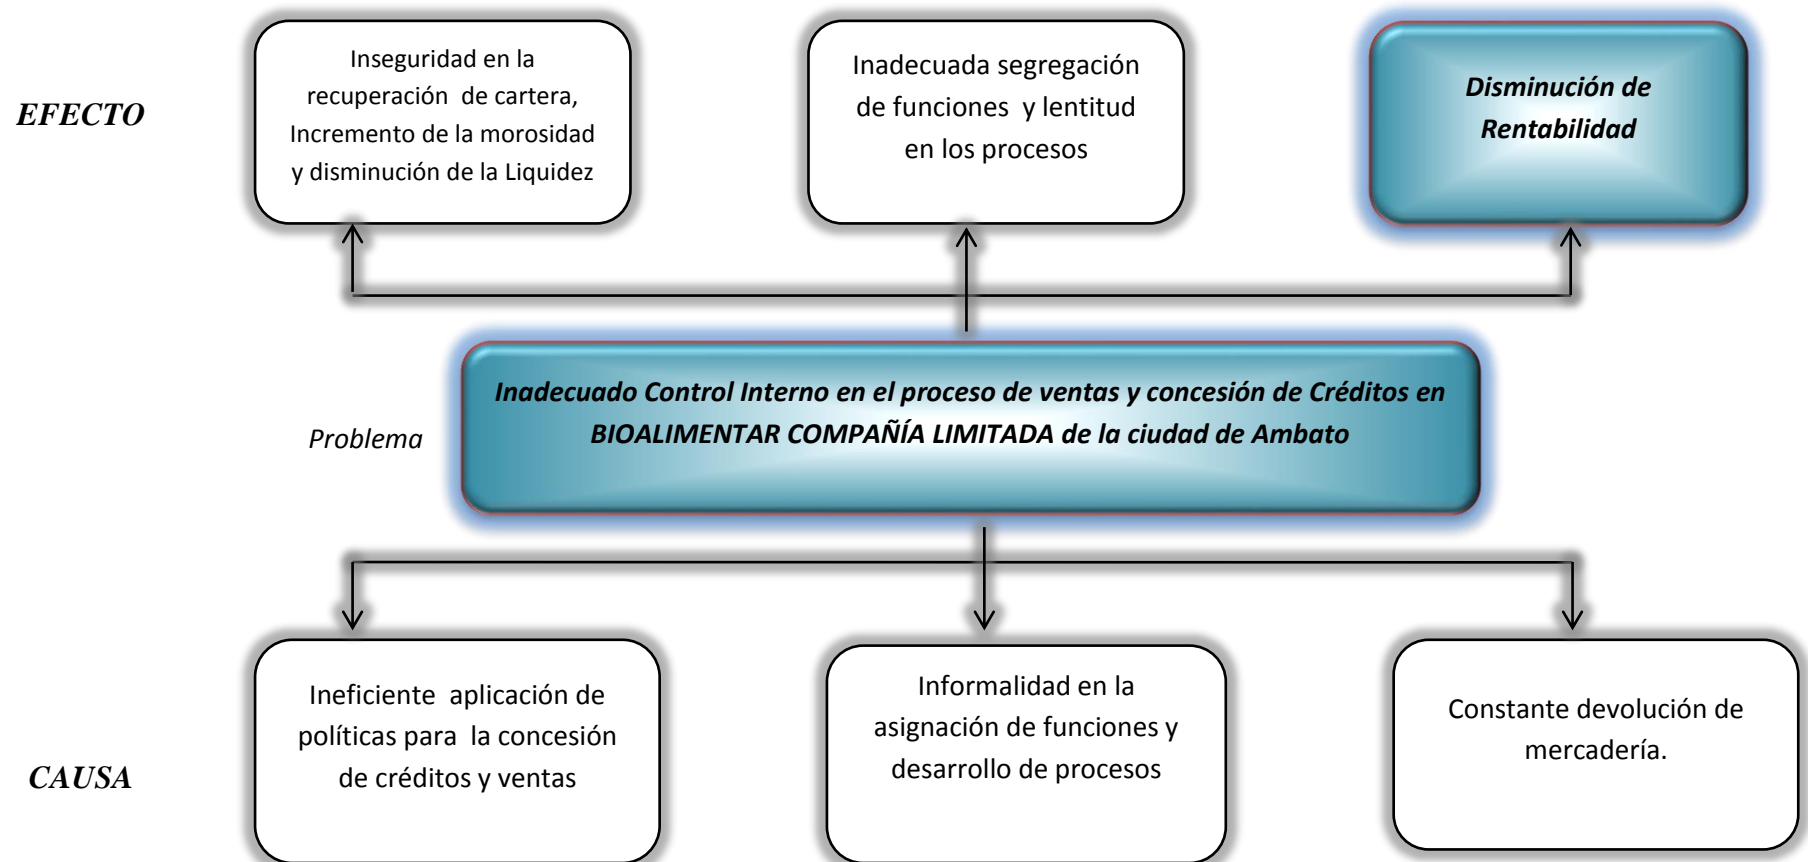 EFECTO
Inseguridad en la
recuperación de cartera,
Incremento de la morosidad
y disminución de la Liquidez
Inadecuada segregación
de funciones y lentitud
en los procesos
Disminución de
Rentabilidad
Problema
Inadecuado Control Interno en el proceso de ventas y concesión de Créditos en
BIOALIMENTAR COMPAÑÍA LIMITADA de la ciudad de Ambato
CAUSA
Ineficiente aplicación de
políticas para la concesión
de créditos y ventas
Informalidad en la
asignación de funciones y
desarrollo de procesos
Constante devolución de
mercadería.